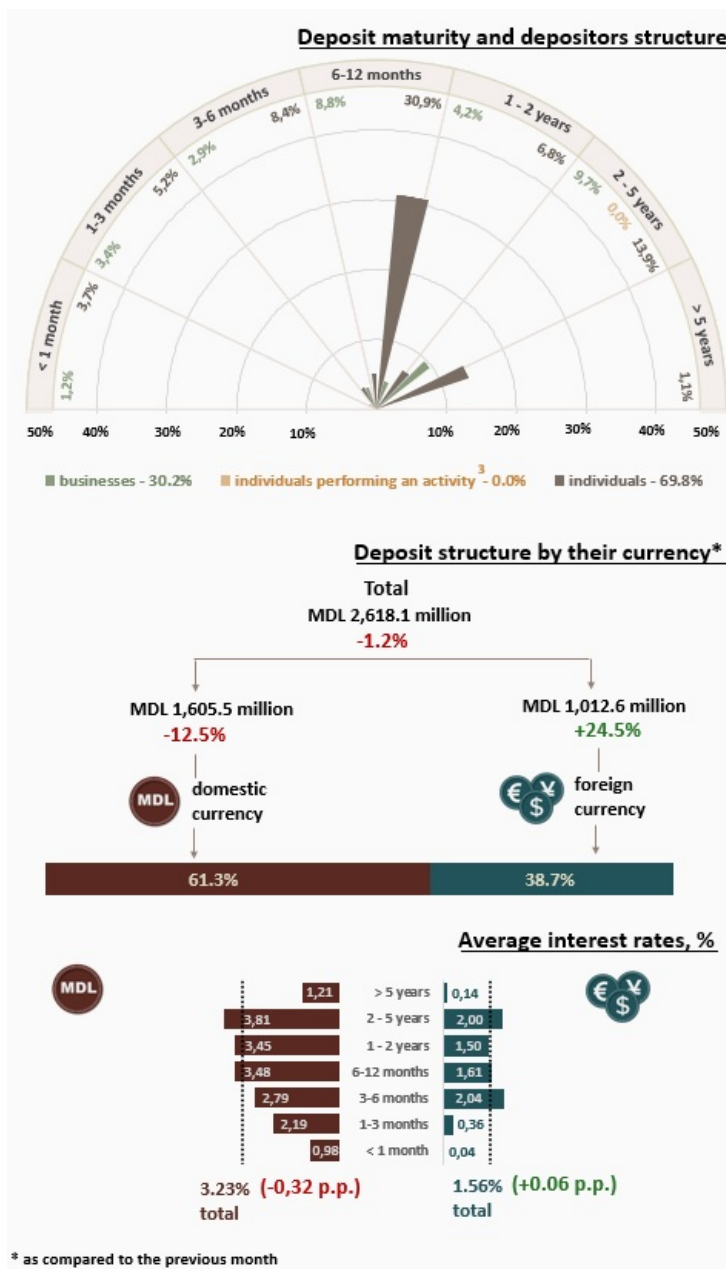 Deposit maturity and depositors structure
6-12 months
3-6 months
1 - 2 years
8,4%
8,8%
30,9%
4,2%
2,9%
6,8%
1-3 months
5,2%
9,7%
2 - 5 years
0,0%
3,4%
13,9%
3,7%
< 1 month
> 5 years
1,2%
1,1%
50% 40% 30% 20% 10% 10% 20% 30% 40% 50%
businesses - 30.2% individuals performing an activity 3 - 0.0% individuals - 69.8%
Deposit structure by their currency*
Total
MDL 2,618.1 million
-1.2%
MDL 1,605.5 million
-12.5%
MDL 1,012.6 million
+24.5%
MDL
domestic
currency
€ ¥ $
foreign
currency
61.3% 38.7%
Average interest rates, %
MDL
€ ¥ $
1,21 > 5 years 0,14
3,81 2 - 5 years 2,00
3,45 1 - 2 years 1,50
3,48 6-12 months 1,61
2,79 3-6 months 2,04
2,19 1-3 months 0,36
0,98 < 1 month 0,04
3.23% (-0,32 p.p.)
total
1.56% (+0.06 p.p.)
total
* as compared to the previous month